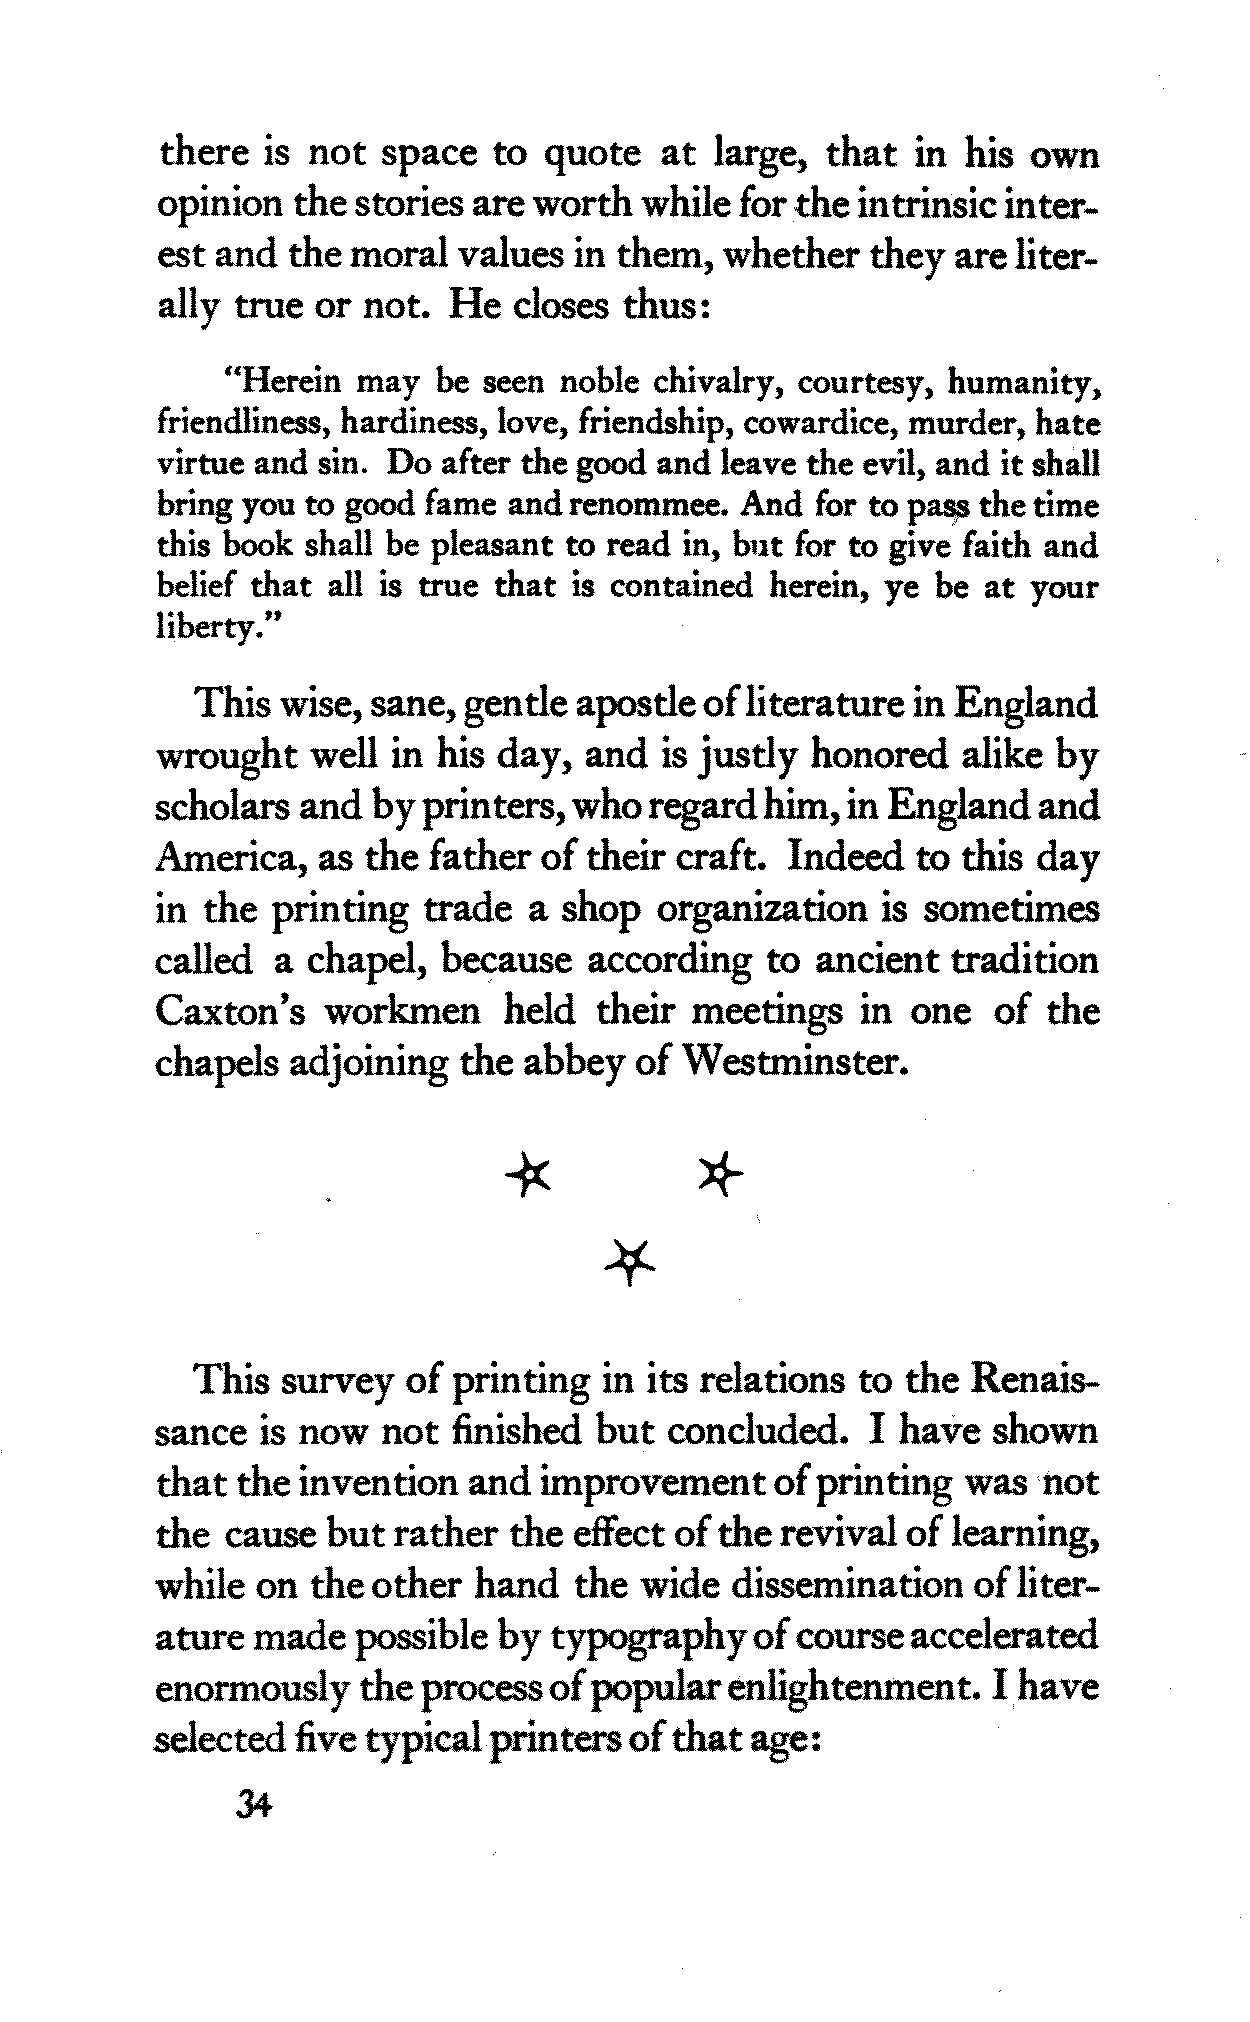 there is not space to quote at large, that in his own
opinion the stories are worth while for the intrinsic inter-
est and the moral values in them, whether they are liter-
ally true or not. He closes thus:
"Herein may be seen noble chivalry, courtesy, humanity,
friendliness, hardiness, love, friendship, cowardice, murder, hate
virtue and sin. Do after the good and leave the evil, and it shall
bring you to good fame and renommee. And for to pass the time
this book shall be pleasant to read in, but for to give faith and
belief that all is true that is contained herein, ye be at your
liberty."
This wise, sane, gentle apostle of literature in England
wrought well in his day, and is justly honored alike by
scholars and by printers, who regard him, in England and
America, as the father of their craft. Indeed to this day
in the printing trade a shop organization is sometimes
called a chapel, because according to ancient tradition
Caxton's workmen held their meetings in one of the
chapels adjoining the abbey of Westminster.
* *
*
This survey of printing in its relations to the Renais-
sance is now not finished but concluded. I have shown
that the invention and improvement of printing was not
the cause but rather the effect of the revival of learning,
while on the other hand the wide dissemination of liter-
ature made possible by typography of course accelerated
enormously the process of popular enlightenment. I have
selected five typical printers of that age:
34